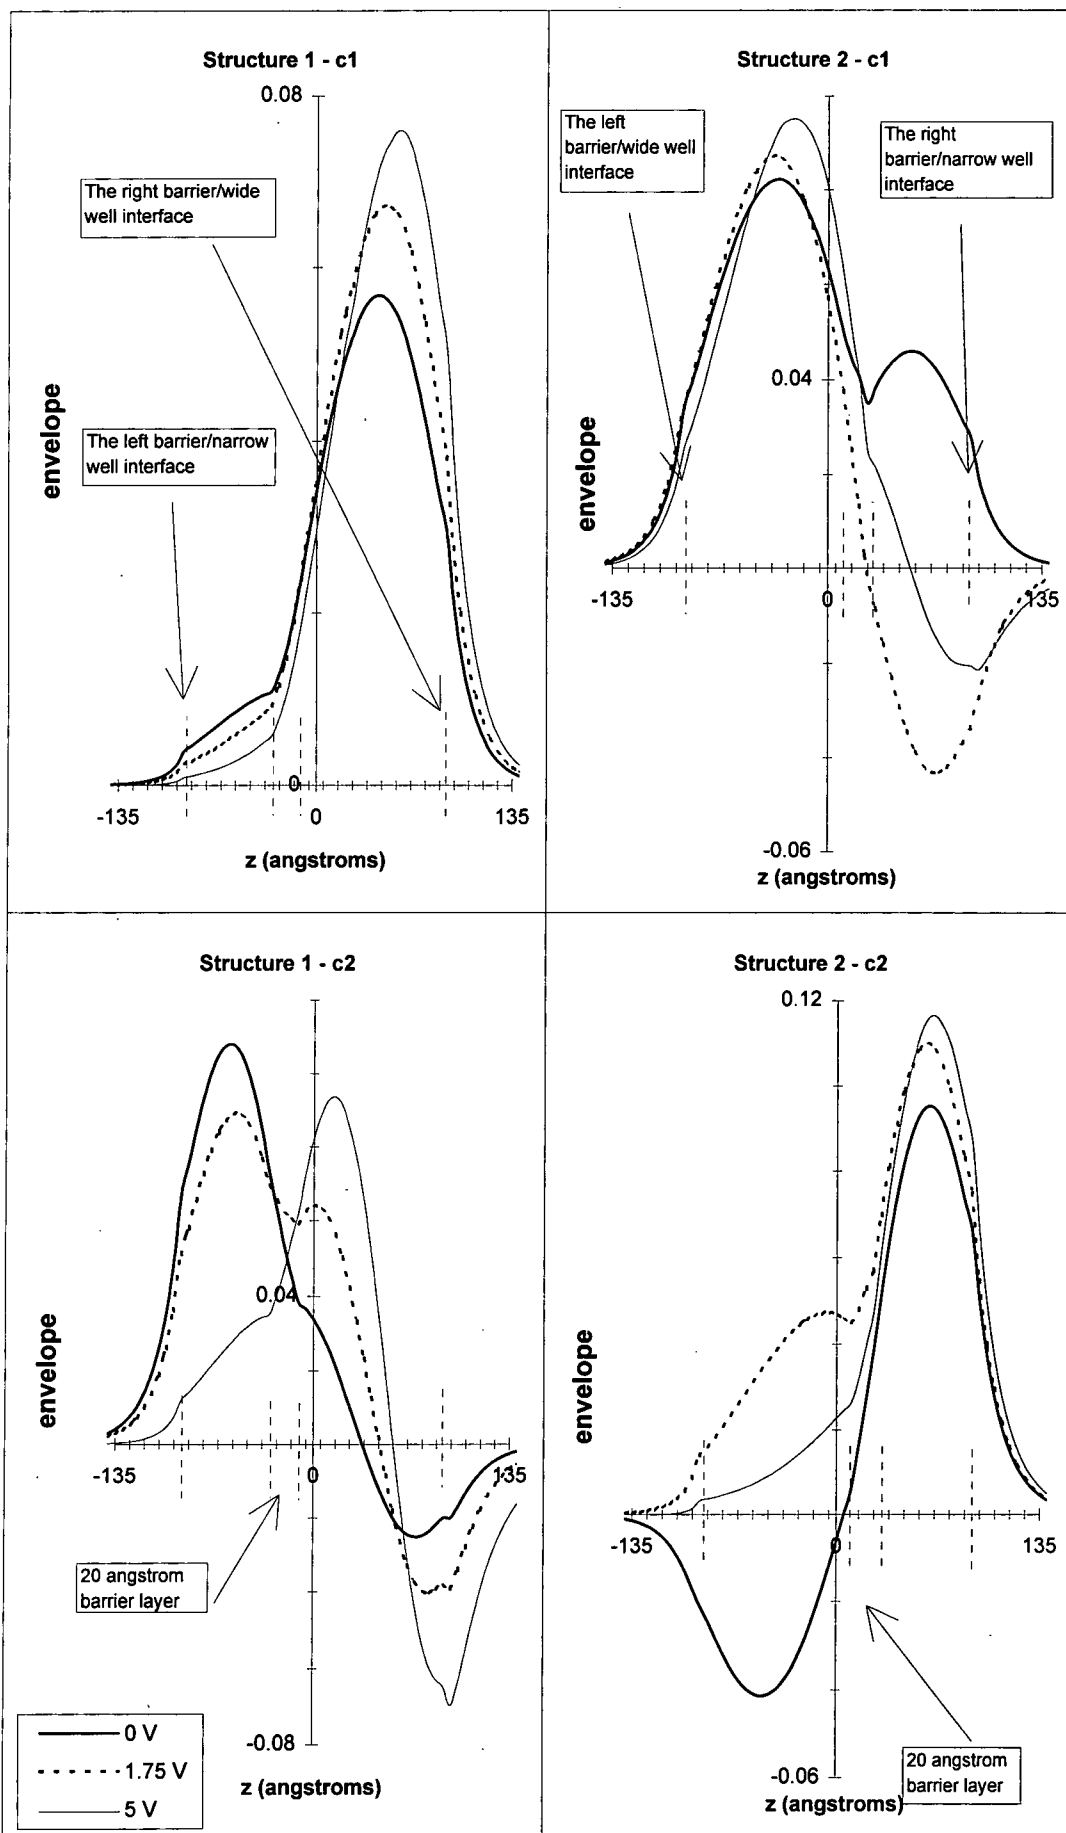 Structure 1 - c1
0.08
The right barrier/wide
well interface
envelope
The left barrier/narrow
well interface
0
-135
0
135
z (angstroms)
Structure 2 - c1
The left
barrier/wide well
interface
The right
barrier/narrow well
interface
0.04
envelope
-135
0
135
-0.06
z (angstroms)
Structure 1 - c2
0.04
envelope
-135
0
135
20 angstrom
barrier layer
-0.08
z (angstroms)
0 V
1.75 V
5 V
Structure 2 - c2
0.12
envelope
-135
0
135
20 angstrom
barrier layer
-0.06
z (angstroms)